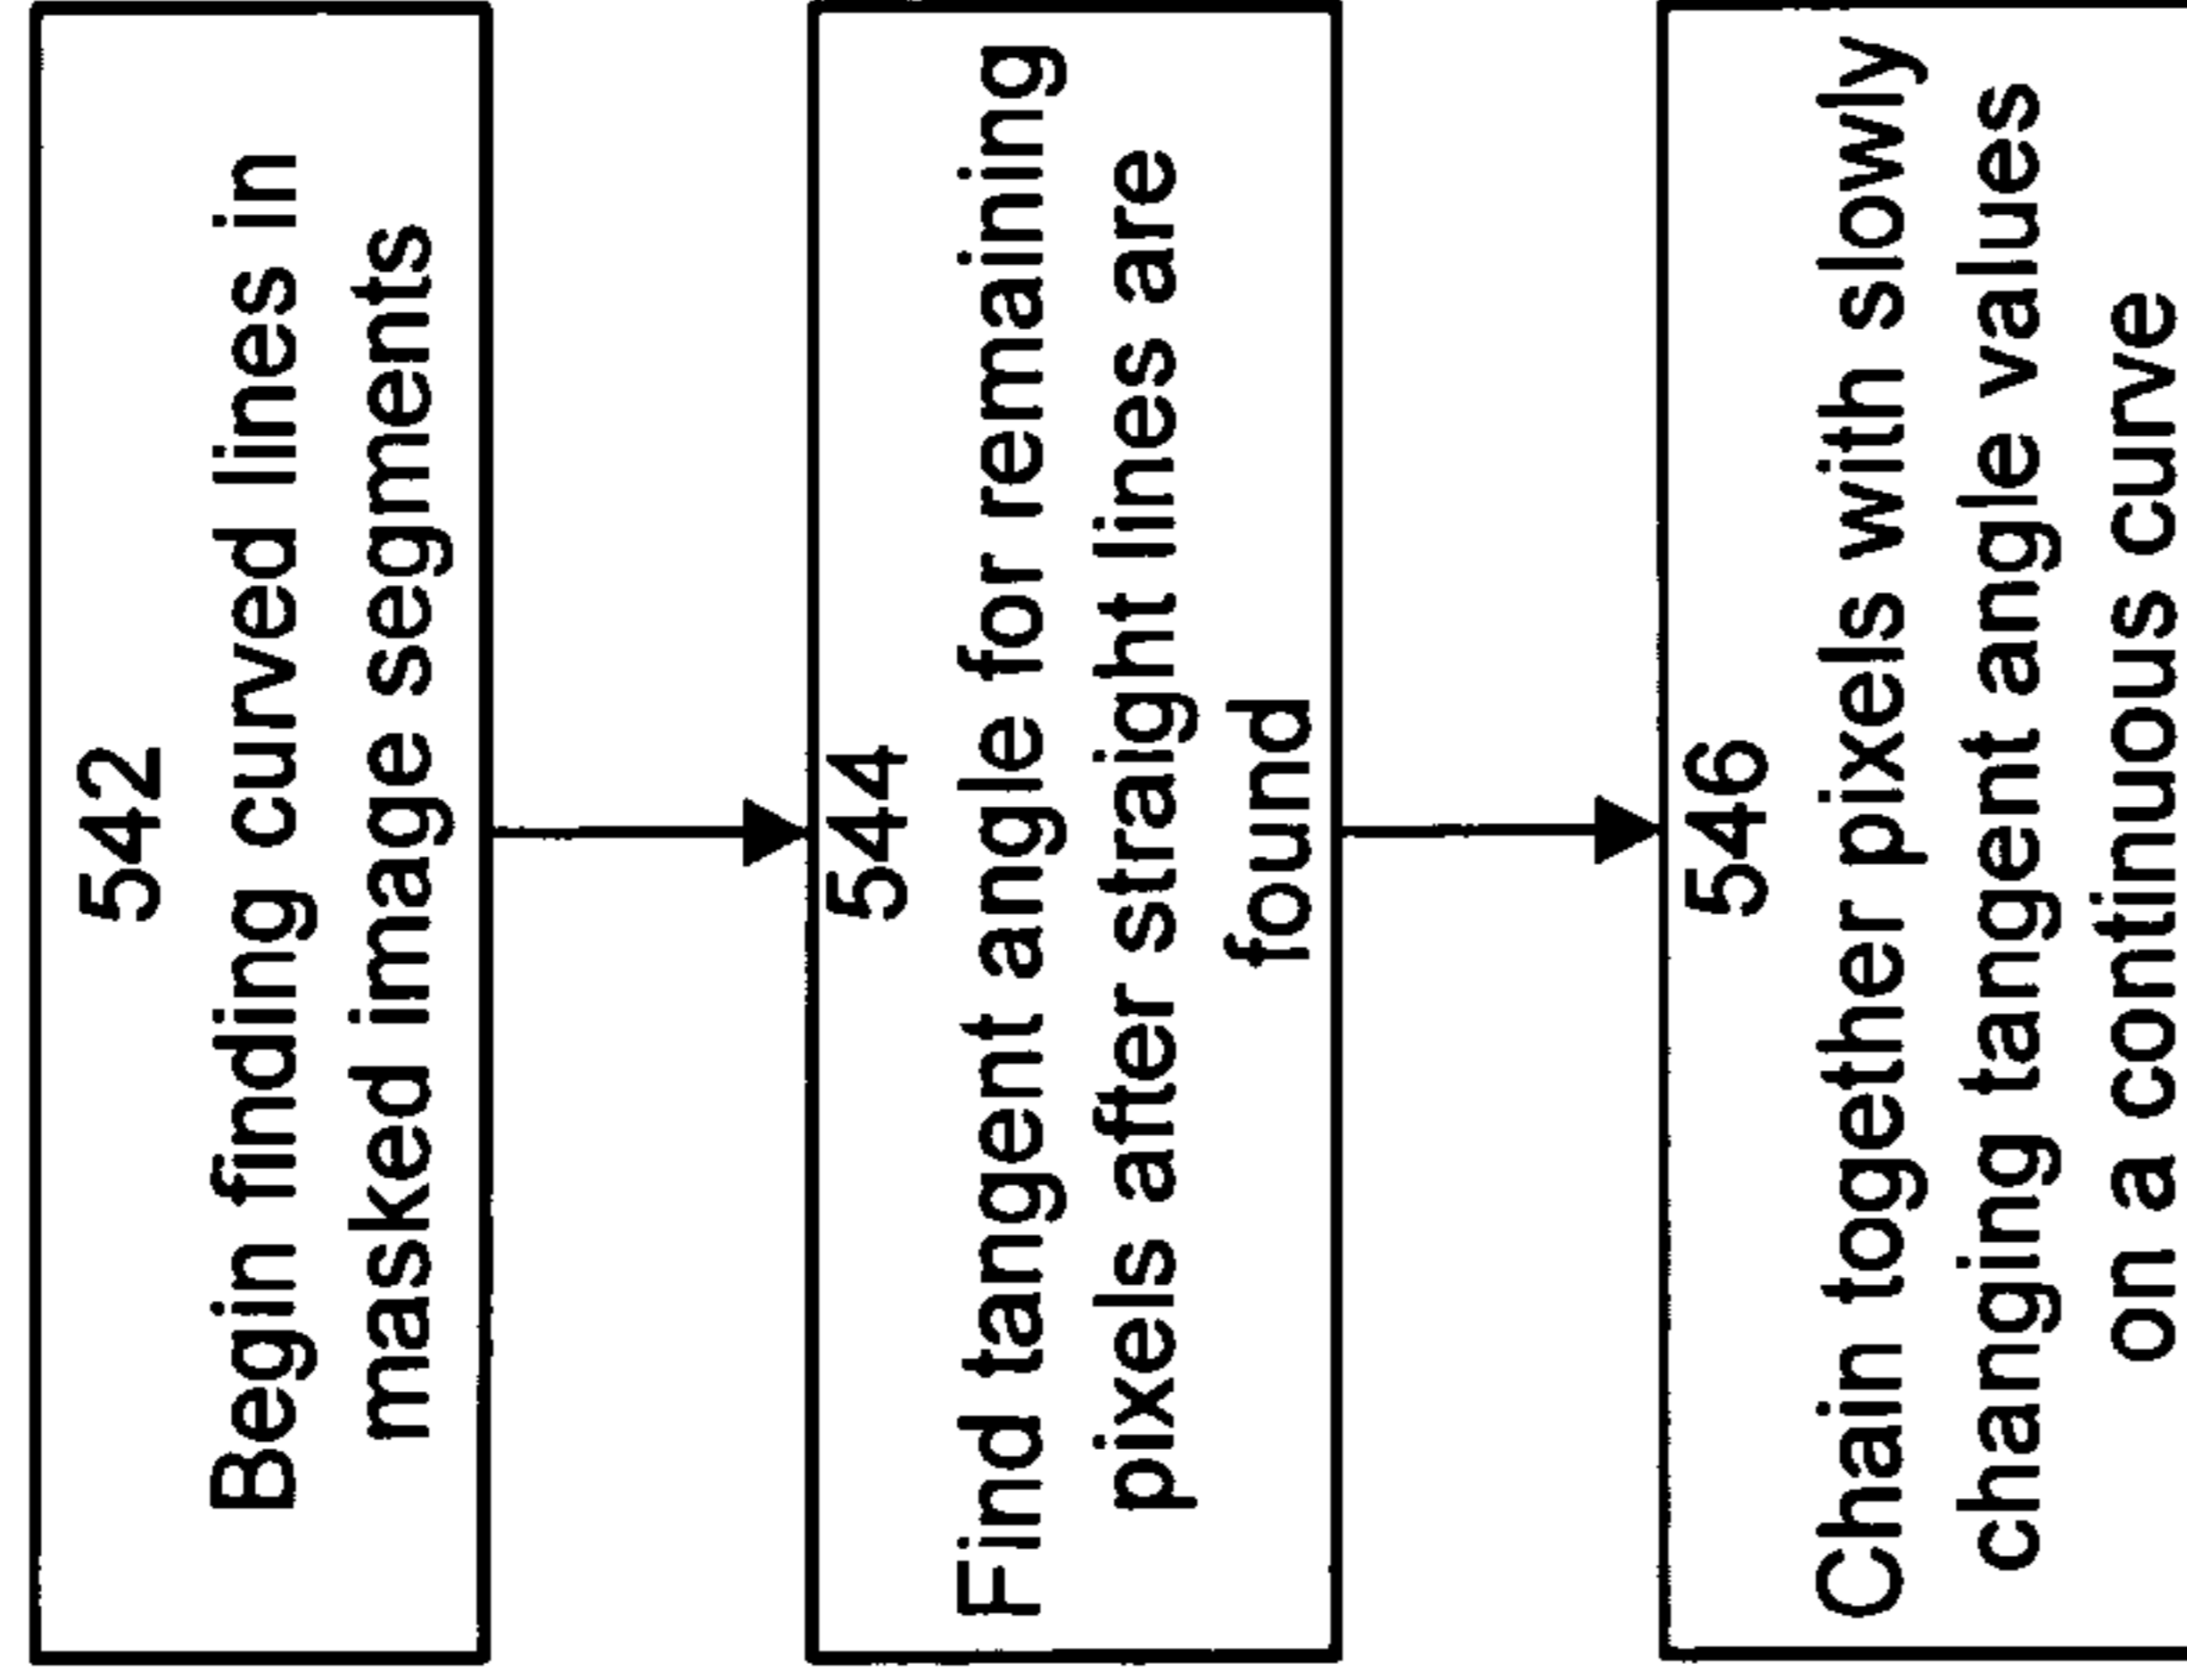 542
Begin finding curved lines in
masked image segments
544
Find tangent angle for remaining
pixels after straight lines are
found
546
Chain together pixels with slowly
changing tangent angle values
on a continuous curve